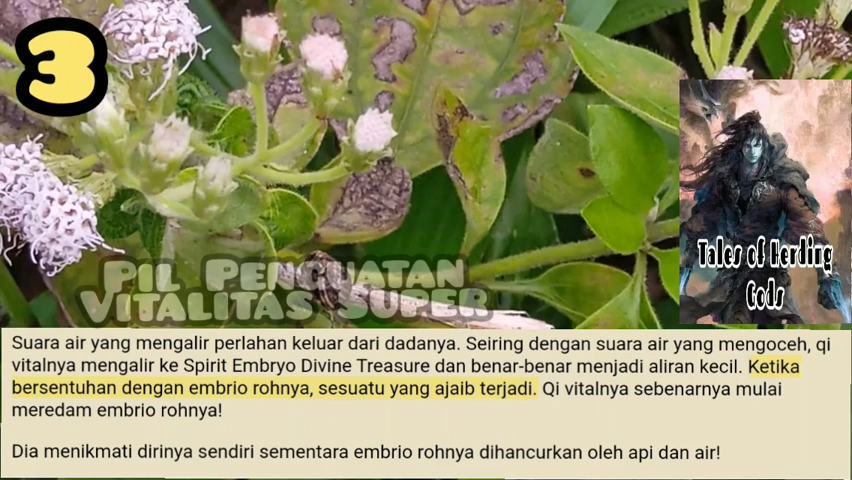 3
PIL PENGUATAN
VITALITAS SUPER
Tales of Herding
Gods
Suara air yang mengalir perlahan keluar dari dadanya. Seiring dengan suara air yang mengoceh, qi
vitalnya mengalir ke Spirit Embryo Divine Treasure dan benar-benar menjadi aliran kecil. Ketika
bersentuhan dengan embrio rohnya, sesuatu yang ajaib terjadi. Qi vitalnya sebenarnya mulai
meredam embrio rohnya!
Dia menikmati dirinya sendiri sementara embrio rohnya dihancurkan oleh api dan air!